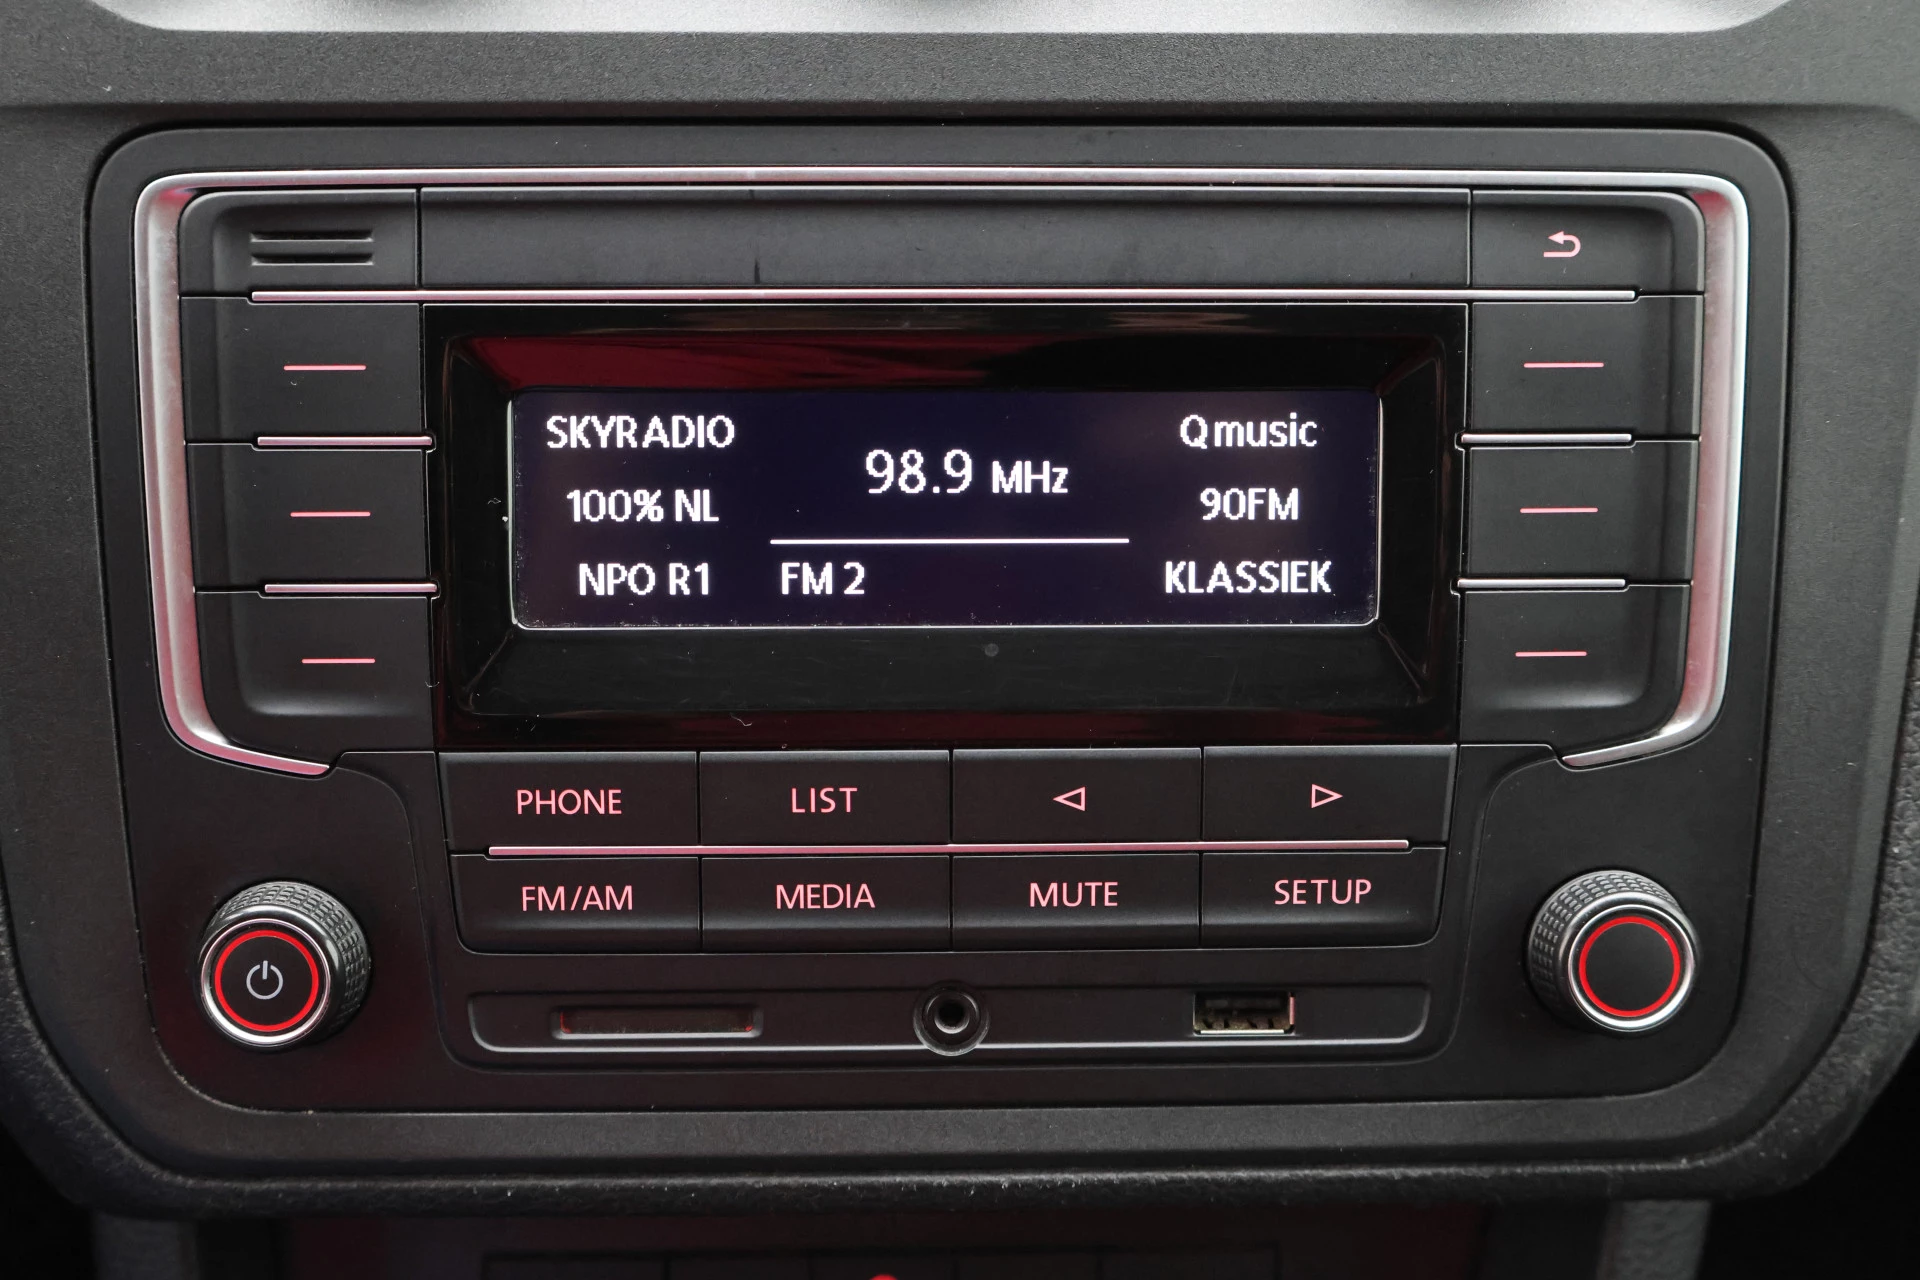 SKYRADIO
98.9 MHz
Qmusic
100% NL
90FM
NPO R1
FM 2
KLASSIEK
PHONE
LIST
FM/AM
MEDIA
MUTE
SETUP